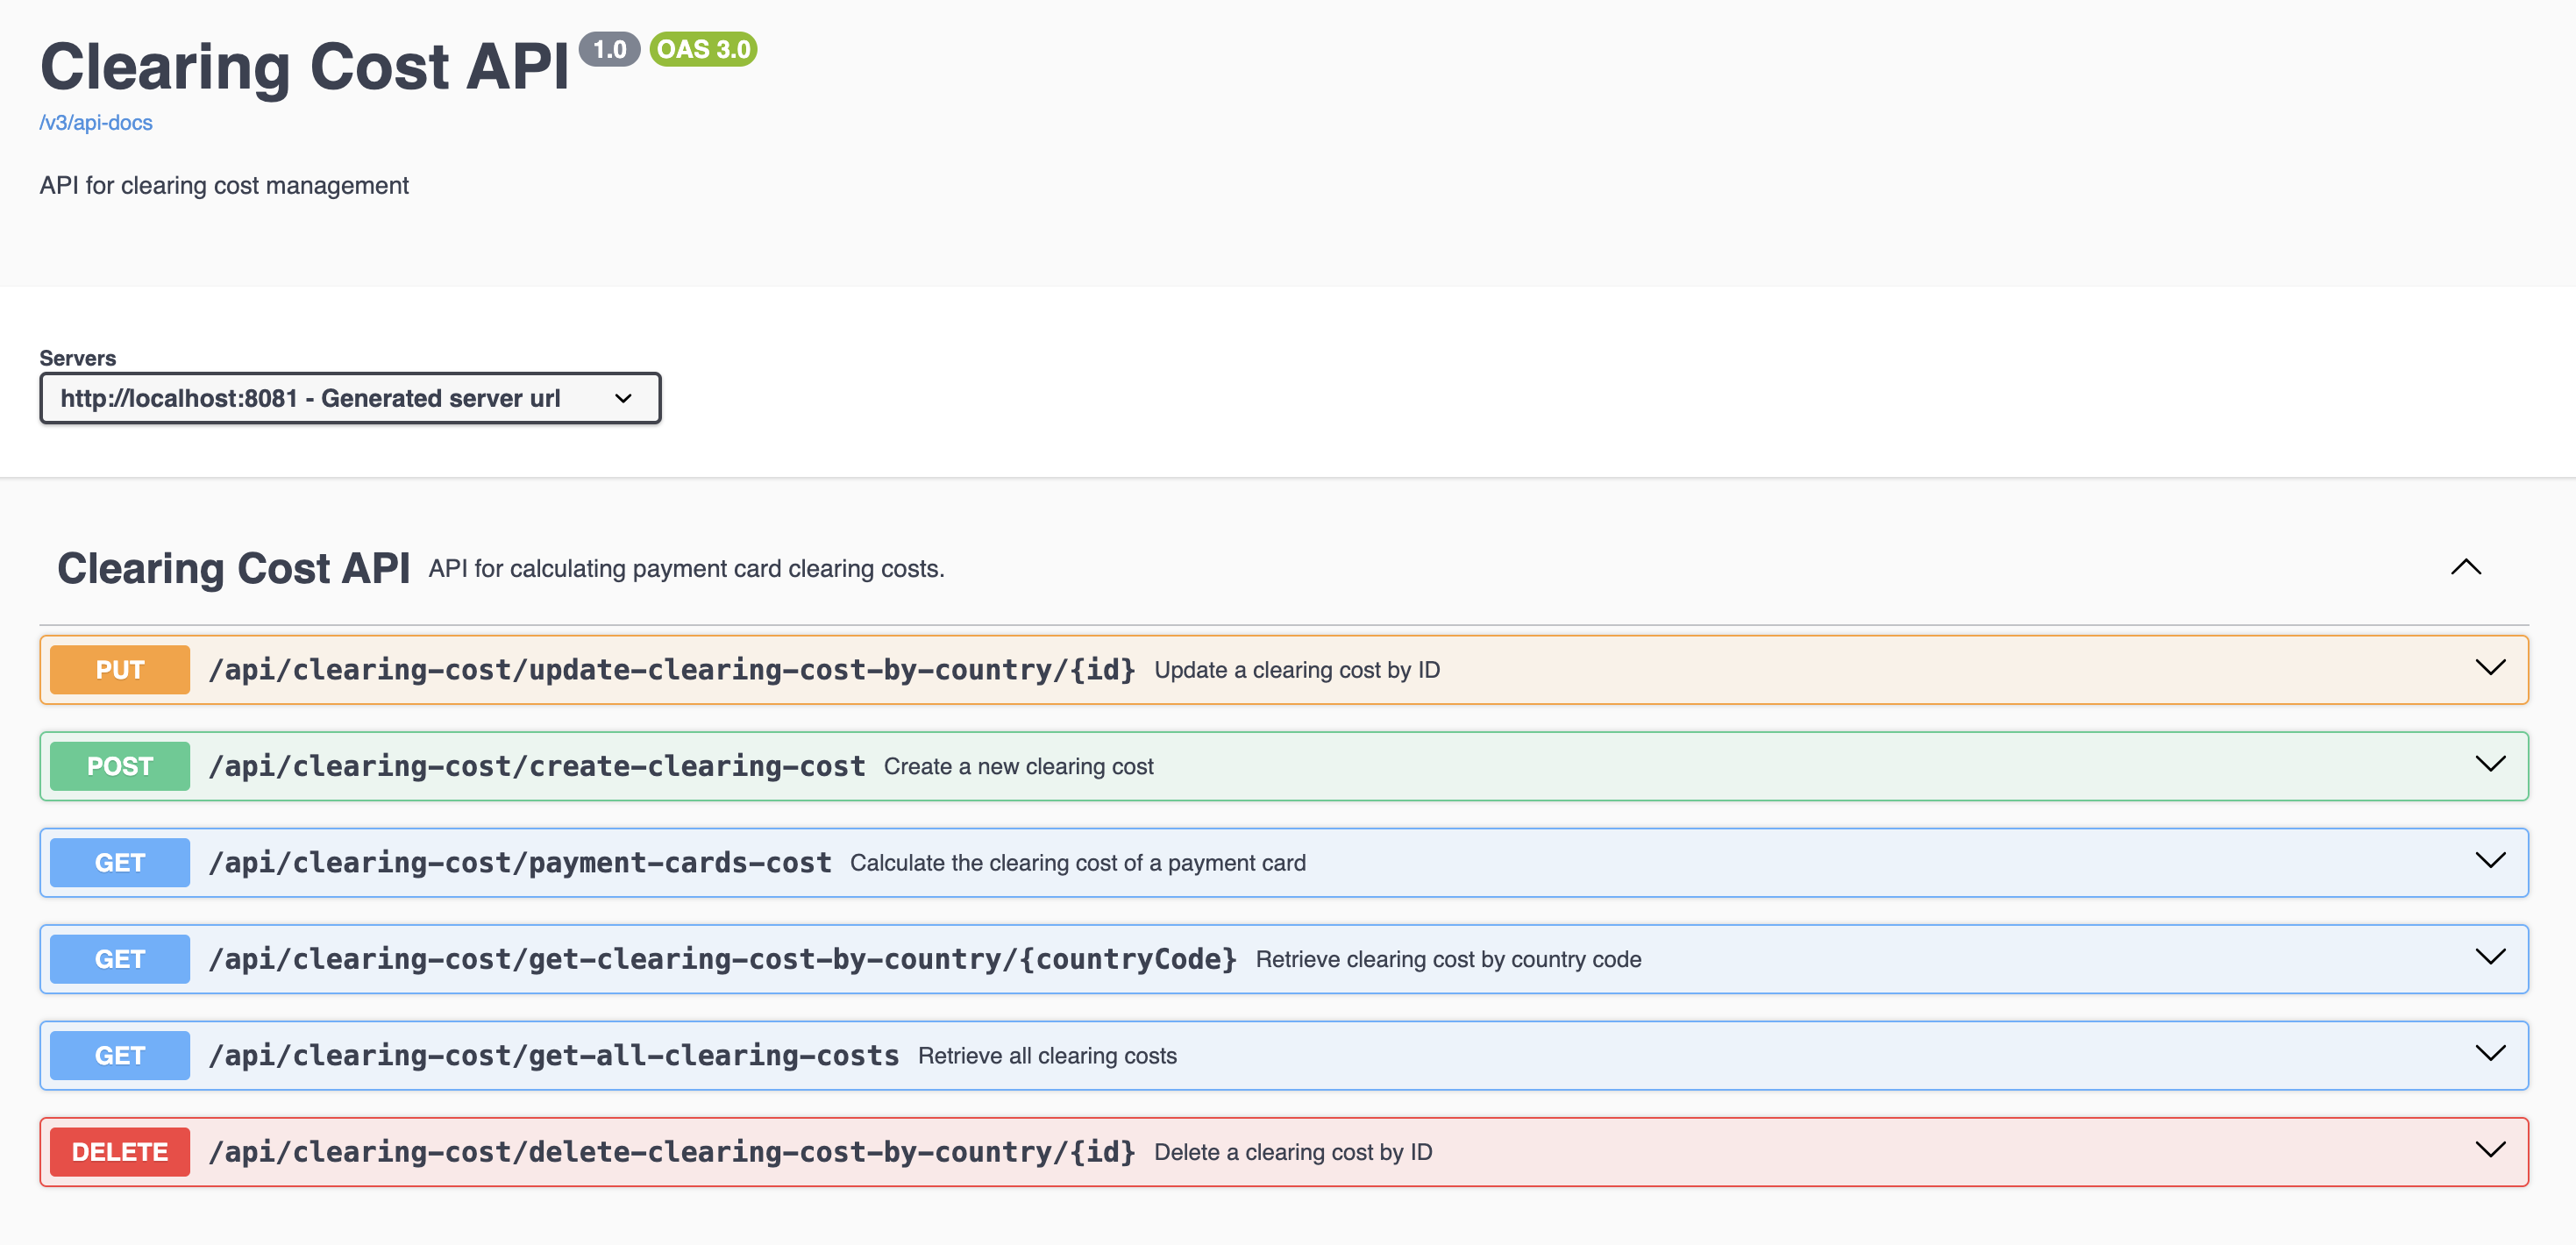 Clearing Cost API 1.0 OAS 3.0
/v3/api-docs
API for clearing cost management
Servers
http://localhost:8081 - Generated server url
Clearing Cost API API for calculating payment card clearing costs.
PUT /api/clearing-cost/update-clearing-cost-by-country/{id} Update a clearing cost by ID
POST /api/clearing-cost/create-clearing-cost Create a new clearing cost
GET /api/clearing-cost/payment-cards-cost Calculate the clearing cost of a payment card
GET /api/clearing-cost/get-clearing-cost-by-country/{countryCode} Retrieve clearing cost by country code
GET /api/clearing-cost/get-all-clearing-costs Retrieve all clearing costs
DELETE /api/clearing-cost/delete-clearing-cost-by-country/{id} Delete a clearing cost by ID